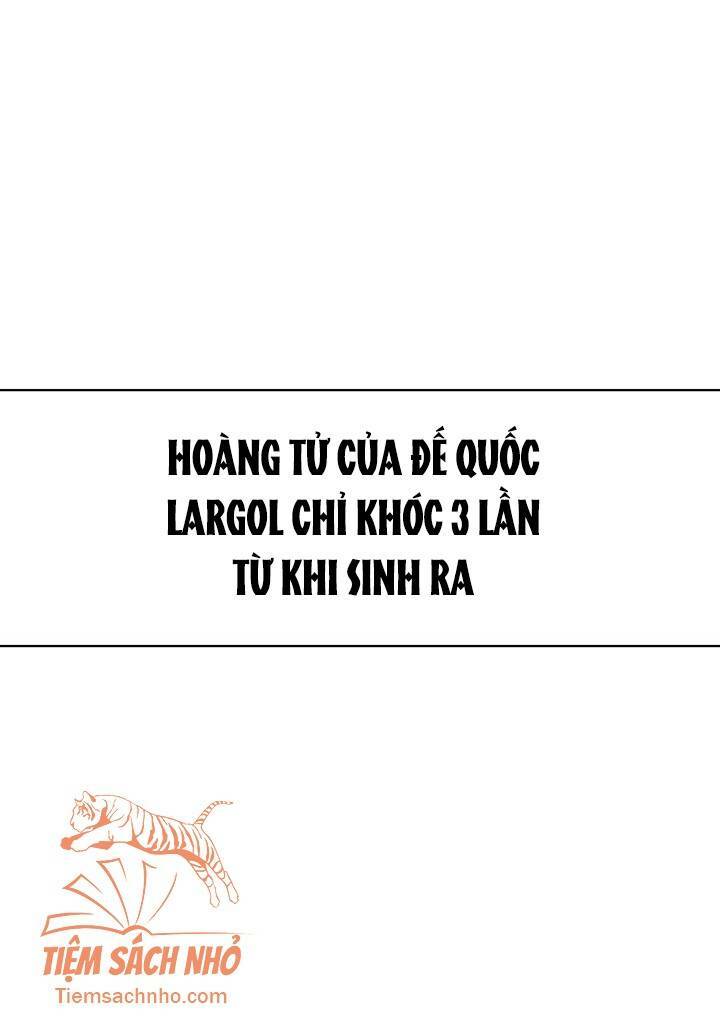 HOÀNG TỬ CỦA ĐẾ QUỐC
LARGOL CHỈ KHÓC 3 LẦN
TỪ KHI SINH RA
TIỆM SÁCH NHỎ
Tiemsachnho.com